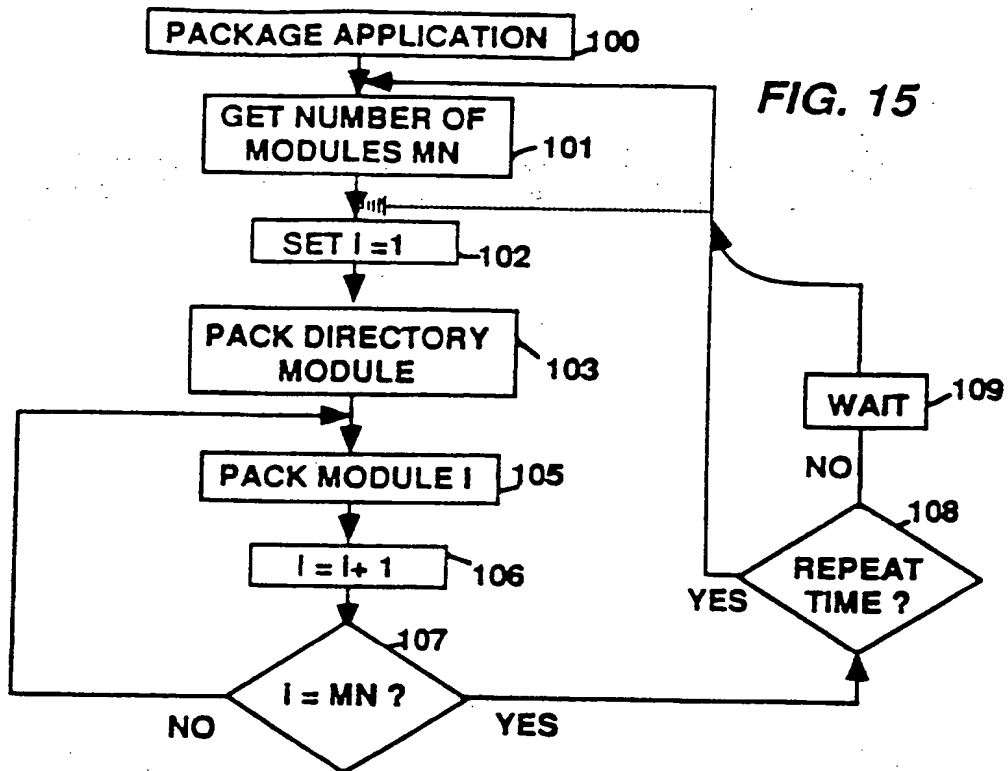 PACKAGE APPLICATION
100
FIG. 15
GET NUMBER OF
MODULES MN
101
SET I =1
102
PACK DIRECTORY
MODULE
103
WAIT
109
NO
PACK MODULE I
105
108
REPEAT
TIME ?
YES
I = I+ 1
106
107
I = MN ?
NO
YES